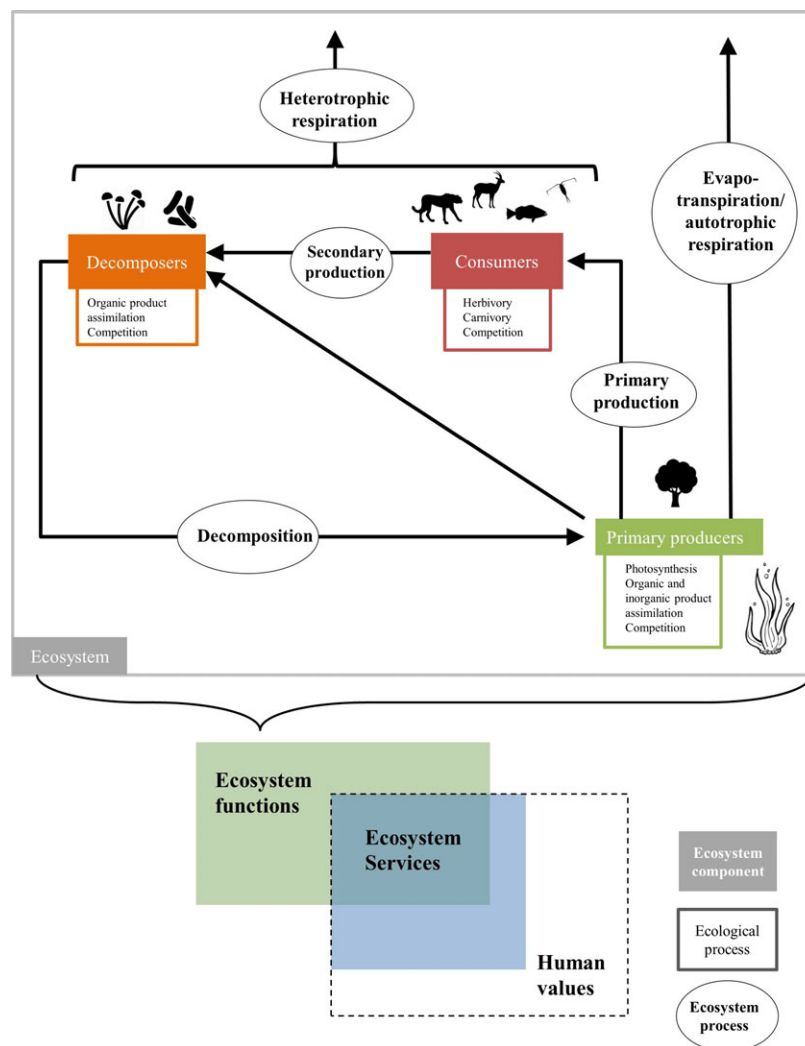 Heterotrophic
respiration
Evapo-
transpiration/
autotrophic
respiration
Decomposers
Secondary
production
Consumers
Organic product
assimilation
Competition
Herbivory
Carnivory
Competition
Primary
production
Decomposition
Primary producers
Photosynthesis
Organic and
inorganic product
assimilation
Competition
Ecosystem
Ecosystem
functions
Ecosystem
Services
Human
values
Ecosystem
component
Ecological
process
Ecosystem
process